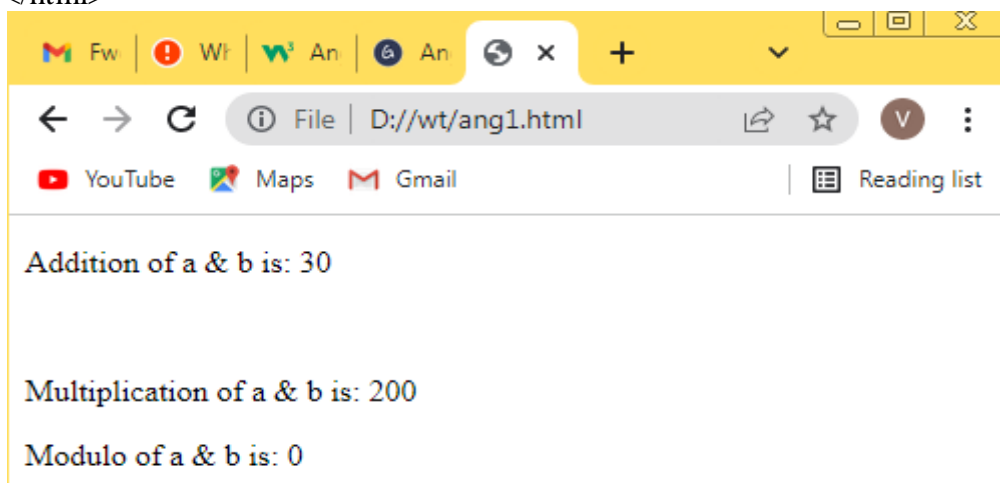 </html>
Fw Wh An An
File D://wt/ang1.html V
YouTube Maps Gmail Reading list
Addition of a & b is: 30
Multiplication of a & b is: 200
Modulo of a & b is: 0